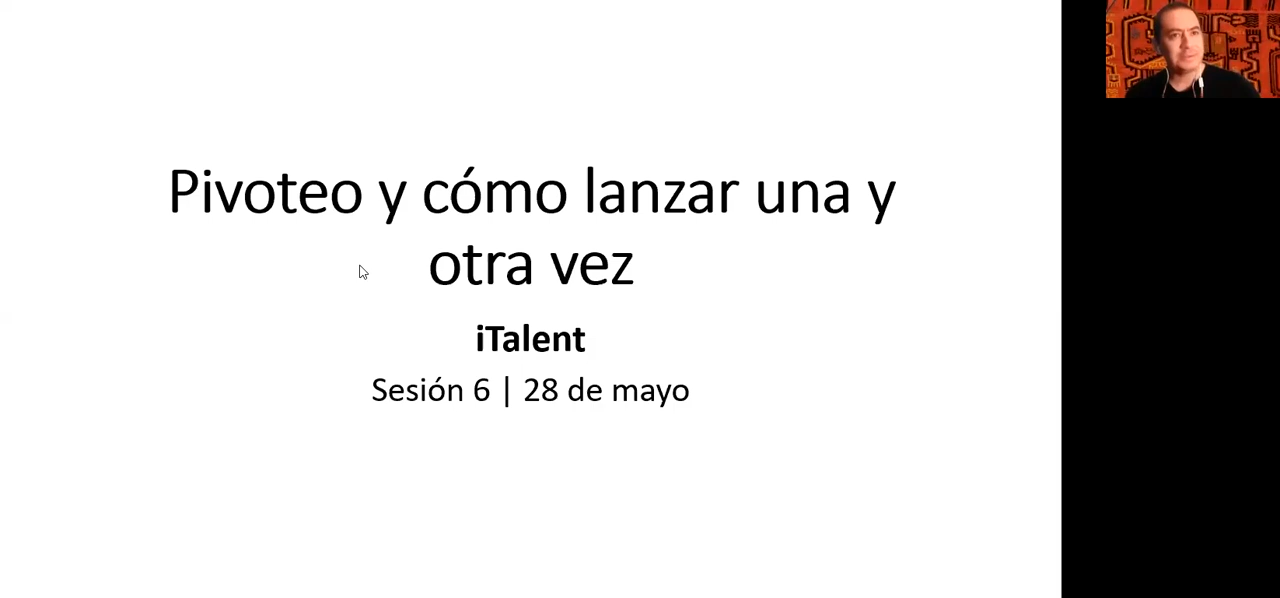 Pivoteo y cómo lanzar una y
otra vez
iTalent
Sesión 6 | 28 de mayo